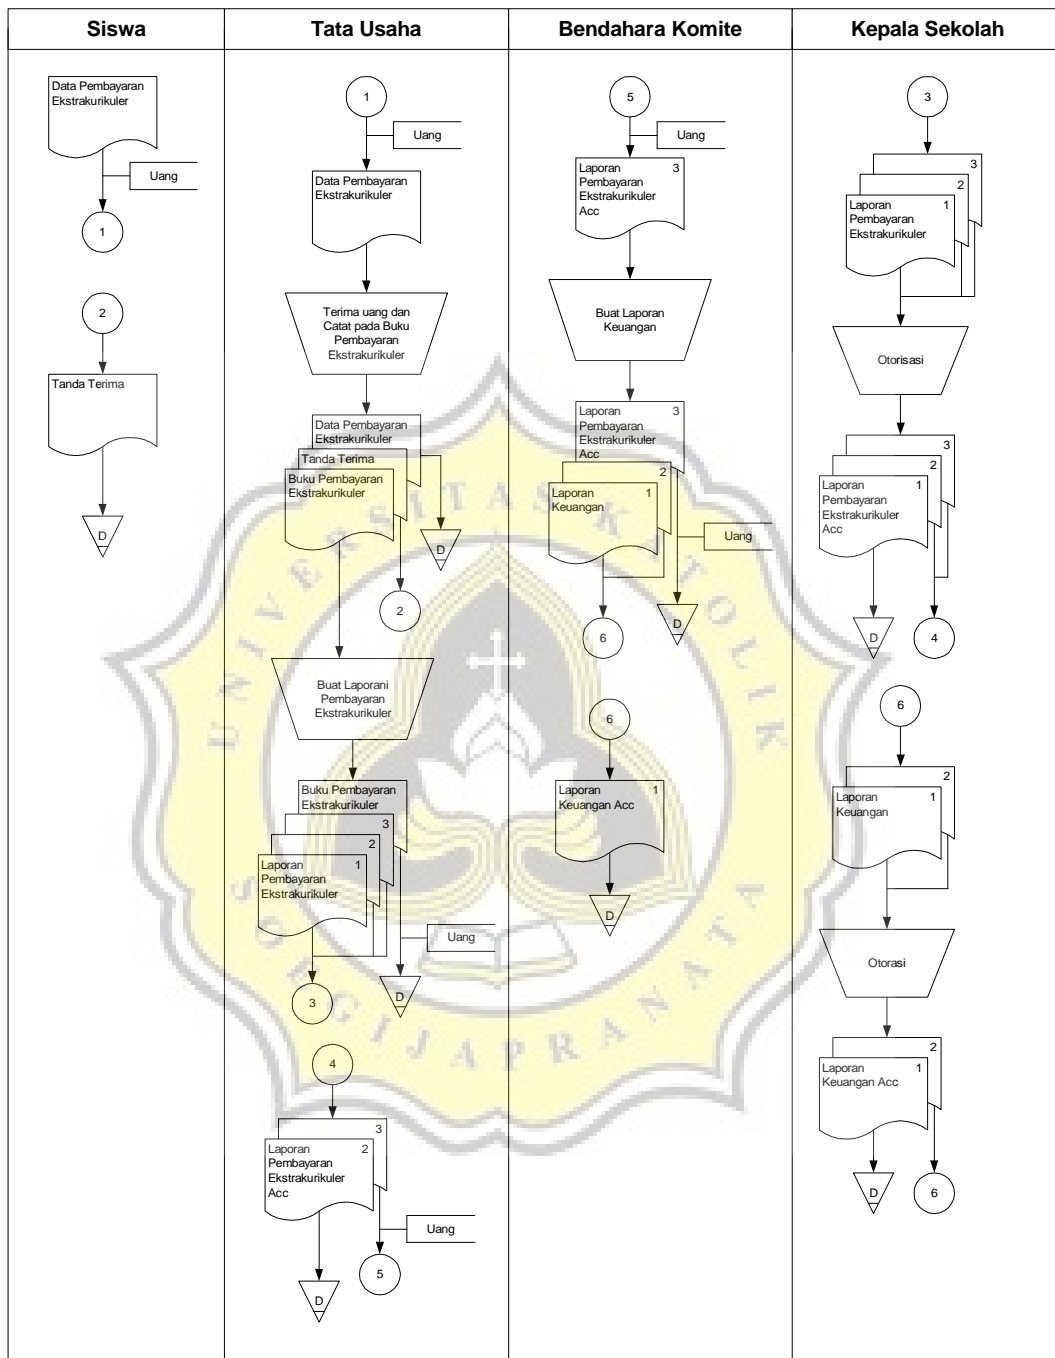 Siswa
Tata Usaha
Bendahara Komite
Kepala Sekolah
Data Pembayaran
Ekstrakurikuler
Uang
1
2
Tanda Terima
D
1
Uang
Data Pembayaran
Ekstrakurikuler
Terima uang dan
Catat pada Buku
Pembayaran
Ekstrakurikuler
Data Pembayaran
Ekstrakurikuler
Tanda Terima
Buku Pembayaran
Ekstrakurikuler
D
2
Buat Laporani
Pembayaran
Ekstrakurikuler
Buku Pembayaran
Ekstrakurikuler
3
2
Laporan 1
Pembayaran
Ekstrakurikuler
Uang
D
3
4
3
Laporan 2
Pembayaran
Ekstrakurikuler
Acc
Uang
5
D
5
Uang
Laporan 3
Pembayaran
Ekstrakurikuler
Acc
Buat Laporan
Keuangan
Laporan 3
Pembayaran
Ekstrakurikuler
Acc
2
Laporan 1
Keuangan
Uang
D
6
6
Laporan 1
Keuangan Acc
D
3
3
2
Laporan 1
Pembayaran
Ekstrakurikuler
Otorisasi
3
2
Laporan 1
Pembayaran
Ekstrakurikuler
Acc
D
4
6
2
Laporan 1
Keuangan
Otorasi
2
Laporan 1
Keuangan Acc
D
6
UNIVERSITAS KATOLIK
SOEGIJAPRANATA